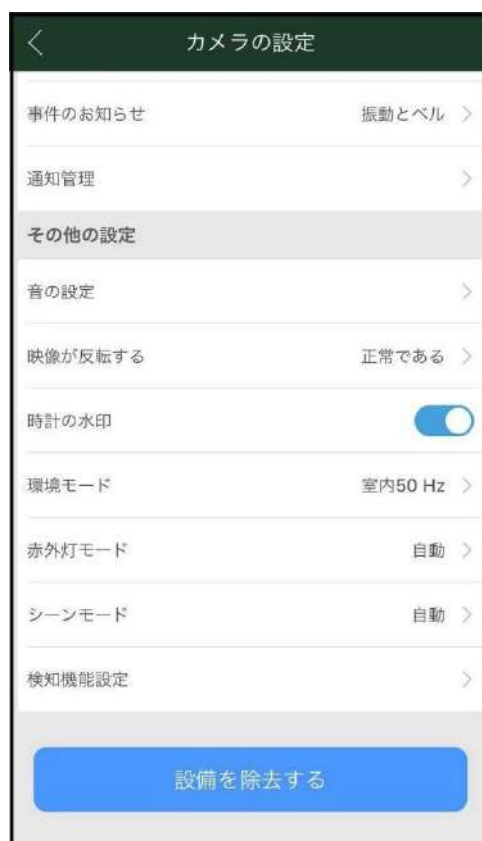 カメラの設定
事件のお知らせ 振動とベル
通知管理
その他の設定
音の設定
映像が反転する 正常である
時計の水印
環境モード 室内50 Hz
赤外灯モード 自動
シーンモード 自動
検知機能設定
設備を除去する